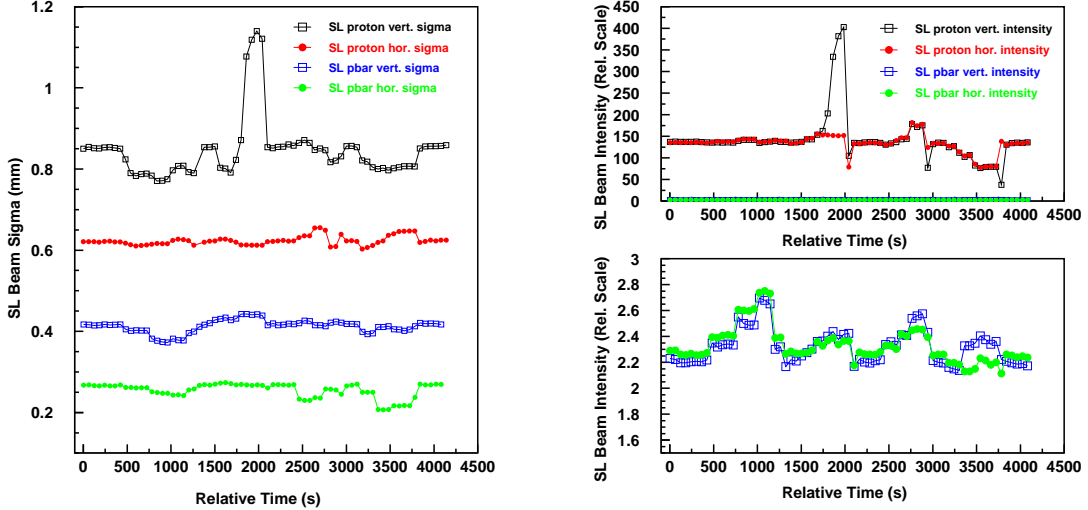 SL Beam Sigma (mm)
1.2
1
0.8
0.6
0.4
0.2
SL proton vert. sigma
SL proton hor. sigma
SL pbar vert. sigma
SL pbar hor. sigma
0 500 1000 1500 2000 2500 3000 3500 4000 4500
Relative Time (s)
SL Beam Intensity (Rel. Scale)
450
400
350
300
250
200
150
100
50
0
SL proton vert. intensity
SL proton hor. intensity
SL pbar vert. intensity
SL pbar hor. intensity
0 500 1000 1500 2000 2500 3000 3500 4000 4500
Relative Time (s)
SL Beam Intensity (Rel. Scale)
3
2.8
2.6
2.4
2.2
2
1.8
1.6
1.4
0 500 1000 1500 2000 2500 3000 3500 4000 4500
Relative Time (s)